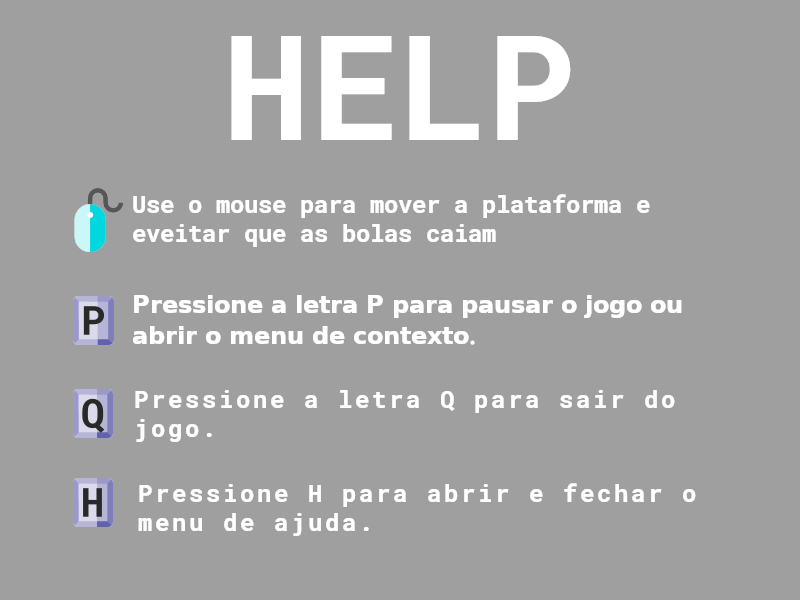 HELP
Use o mouse para mover a plataforma e
eveitar que as bolas caiam
P
Pressione a letra P para pausar o jogo ou
abrir o menu de contexto.
Q
Pressione a letra Q para sair do
jogo.
H
Pressione H para abrir e fechar o
menu de ajuda.